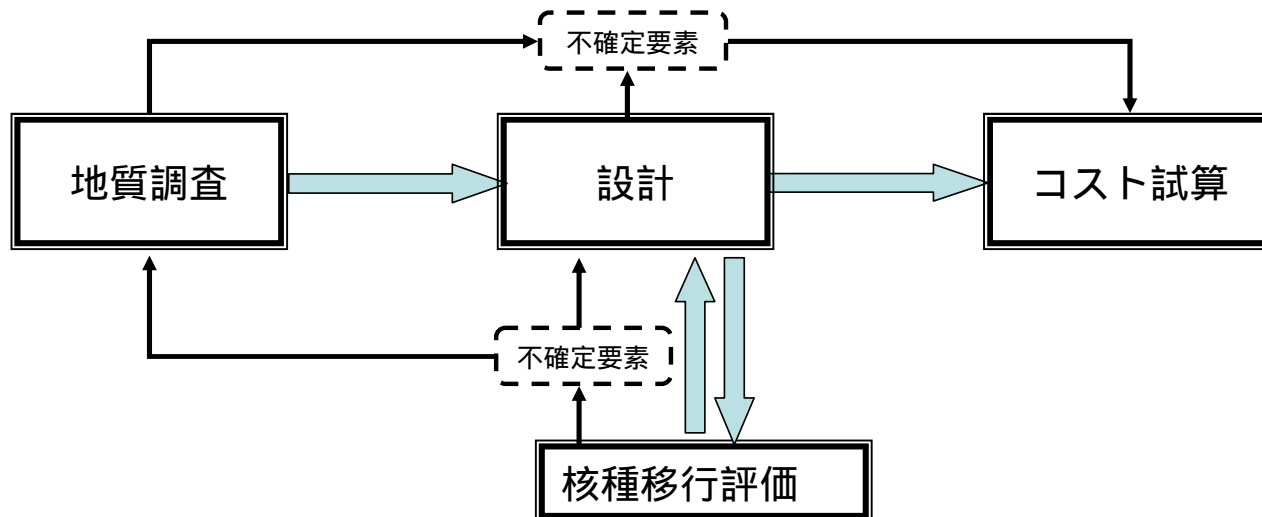 不確定要素
地質調査
設計
コスト試算
不確定要素
核種移行評価